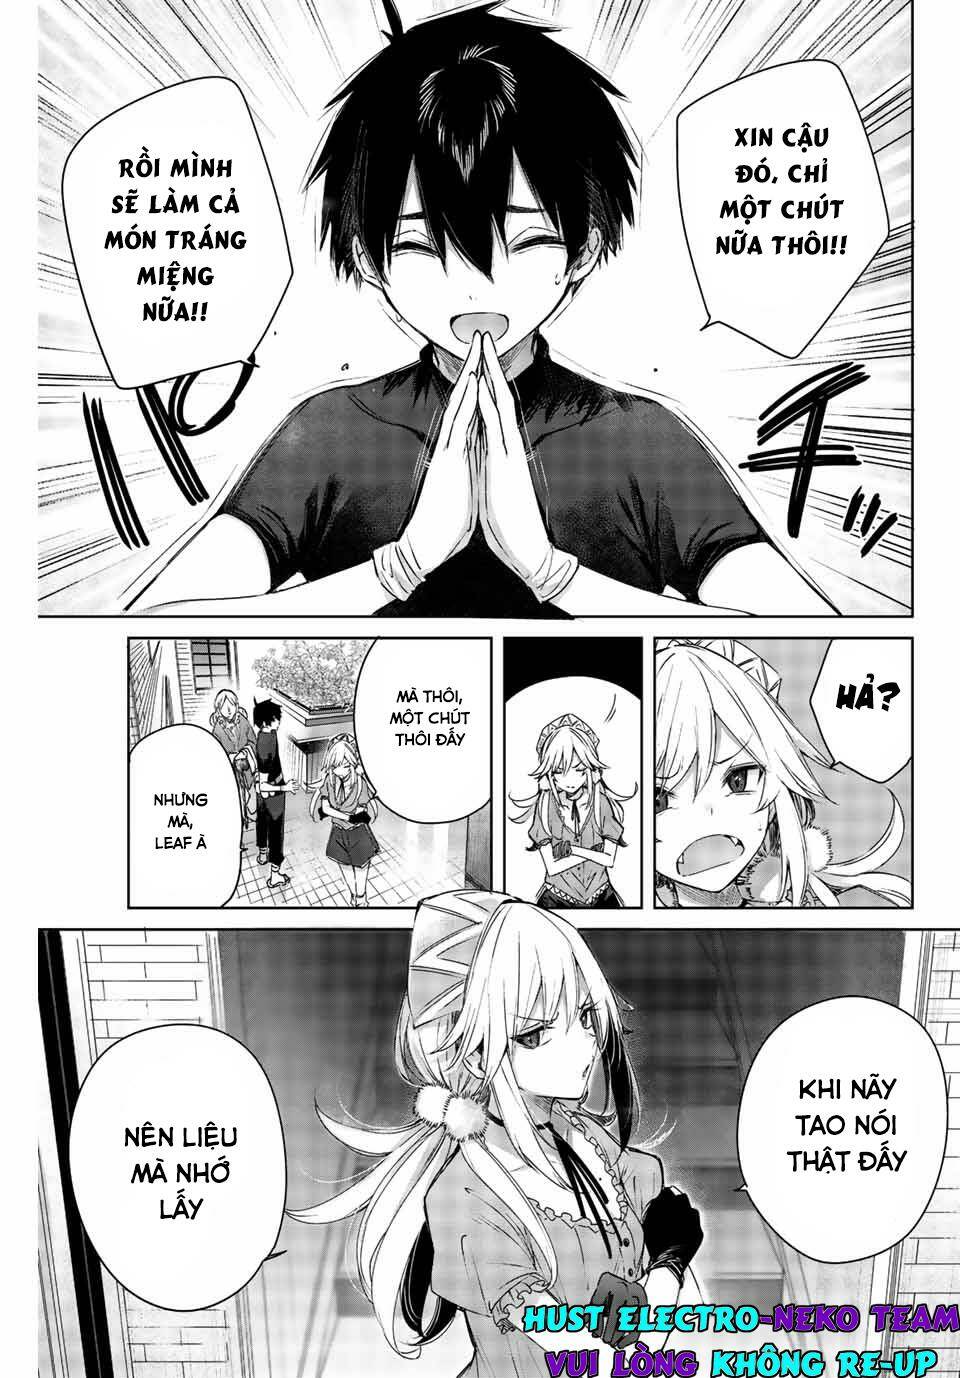 XIN CẬU
ĐÓ, CHỈ
MỘT CHÚT
NỮA THÔI!!
RỒI MÌNH
SẼ LÀM CẢ
MÓN TRÁNG
MIỆNG
NỮA!!
HẢ?
MÀ THÔI,
MỘT CHÚT
THÔI ĐẤY
NHƯNG
MÀ,
LEAF À
KHI NÃY
TAO NÓI
THẬT ĐẤY
NÊN LIỆU
MÀ NHỚ
LẤY
HUST ELECTRO-NEKO TEAM
VUI LÒNG KHÔNG RE-UP